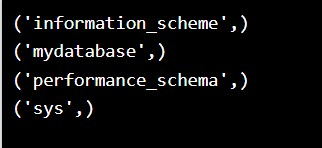 ('information_scheme',)
('mydatabase',)
('performance_schema',)
('sys',)